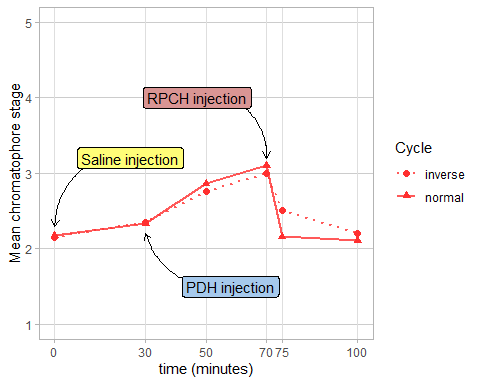 5
4
3
2
1
Mean chromatophore stage
RPCH injection
Saline injection
PDH injection
0
30
50
70
75
100
time (minutes)
Cycle
inverse
normal